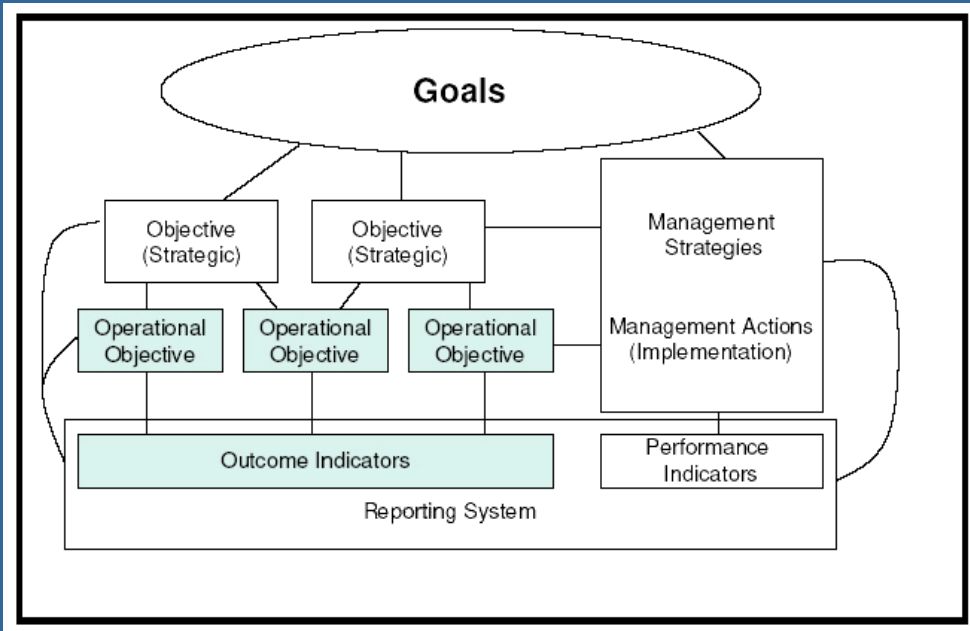 Goals
Objective
(Strategic)
Objective
(Strategic)
Management
Strategies
Operational
Objective
Operational
Objective
Operational
Objective
Management Actions
(Implementation)
Outcome Indicators
Performance
Indicators
Reporting System